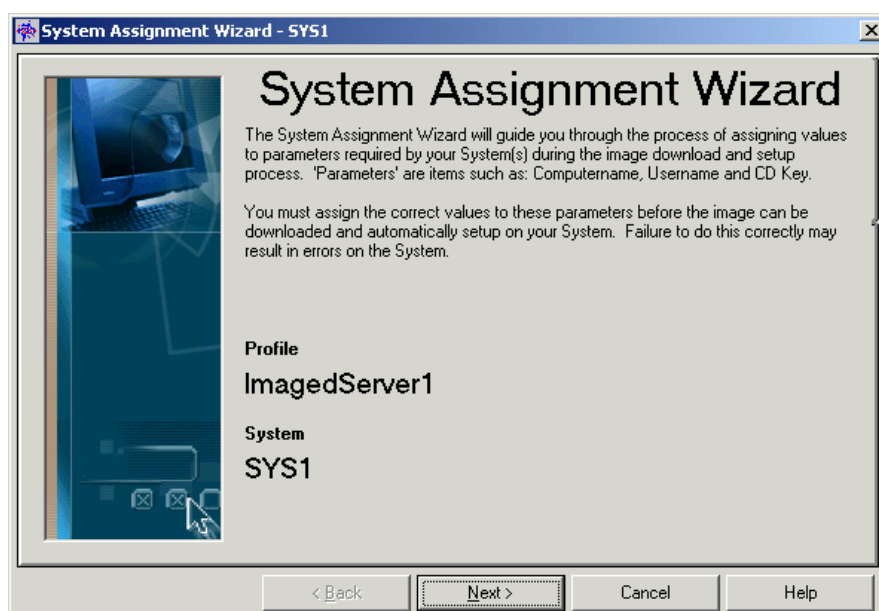 System Assignment Wizard - SYS1
System Assignment Wizard
The System Assignment Wizard will guide you through the process of assigning values
to parameters required by your System(s) during the image download and setup
process. 'Parameters' are items such as: Computername, Username and CD Key.
You must assign the correct values to these parameters before the image can be
downloaded and automatically setup on your System. Failure to do this correctly may
result in errors on the System.
Profile
ImagedServer1
System
SYS1
< Back
Next >
Cancel
Help